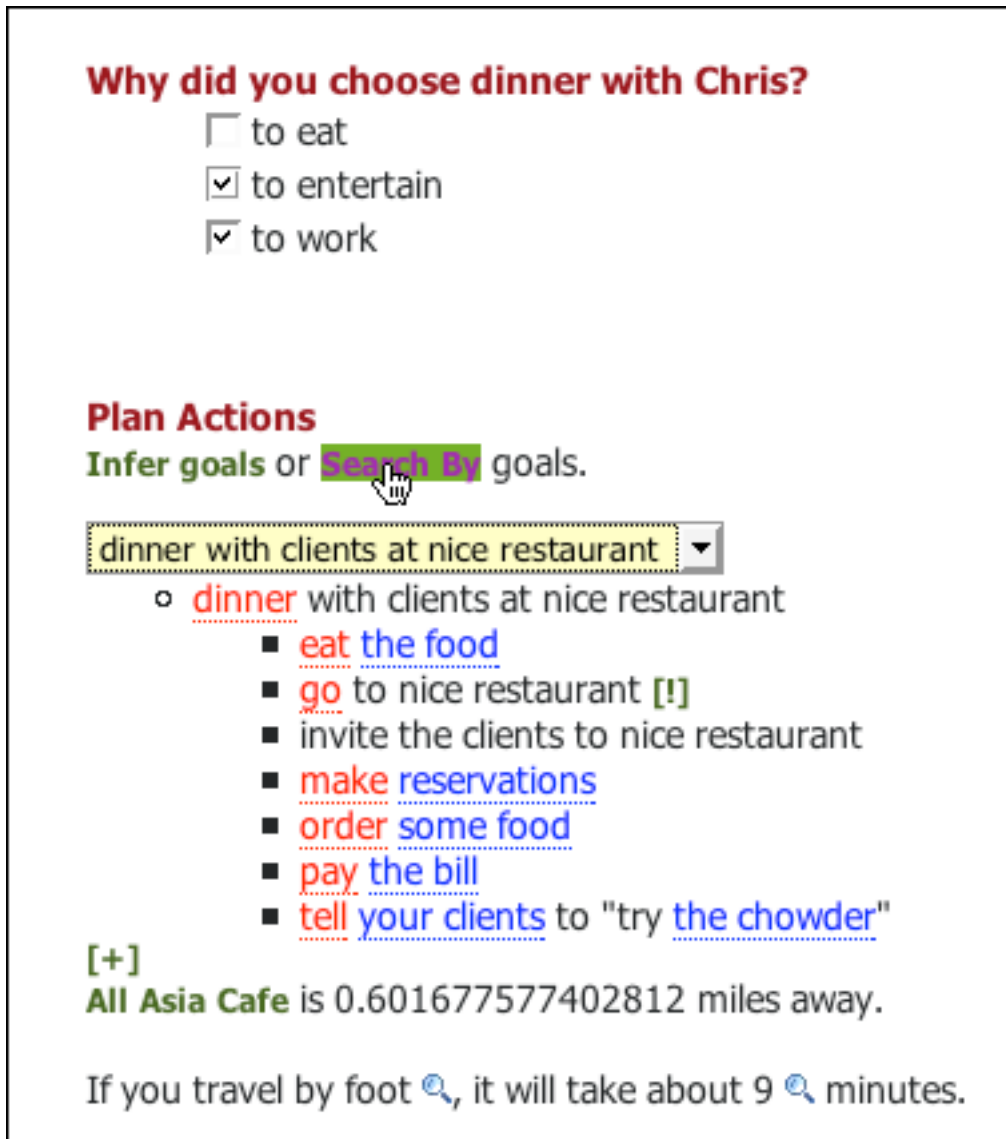 Why did you choose dinner with Chris?
to eat
to entertain
to work
Plan Actions
Infer goals or Search By goals.
dinner with clients at nice restaurant
dinner with clients at nice restaurant
eat the food
go to nice restaurant [!]
invite the clients to nice restaurant
make reservations
order some food
pay the bill
tell your clients to "try the chowder"
[+]
All Asia Cafe is 0.601677577402812 miles away.
If you travel by foot , it will take about 9 minutes.